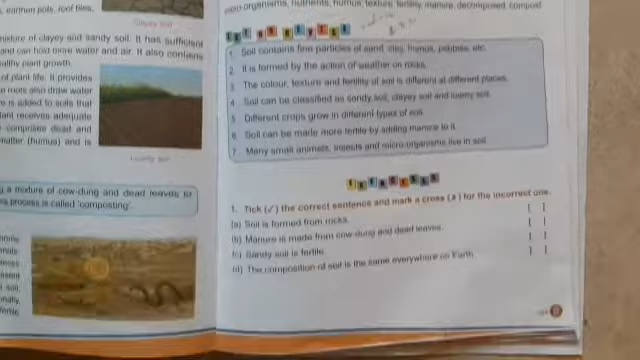 , earthen pots, roof tiles,
Clayey soil
mixture of clayey and sandy soil. It has sufficient
and can hold more water and air. It also contains
healthy plant growth.
of plant life. It provides
roots also draw water
is added to soils that
receives adequate
comprises dead and
matter (humus) and is
Loamy soil
a mixture of cow-dung and dead leaves to
process is called 'composting'.
micro organisms, nutrients, humus, texture, fertility, manure, decomposed, compost
1. Soil contains fine particles of sand, clay, humus, pebbles, etc.
2. It is formed by the action of weather on rocks.
3. The colour, texture and fertility of soil is different at different places.
4. Soil can be classified as sandy soil, clayey soil and loamy soil.
5. Different crops grow in different types of soil.
6. Soil can be made more fertile by adding manure to it.
7. Many small animals, insects and micro-organisms live in soil.
EXERCISES
1. Tick (✓) the correct sentence and mark a cross (✗) for the incorrect one.
(a) Soil is formed from rocks. [ ]
(b) Manure is made from cow-dung and dead leaves. [ ]
(c) Sandy soil is fertile. [ ]
(d) The composition of soil is the same everywhere on Earth. [ ]